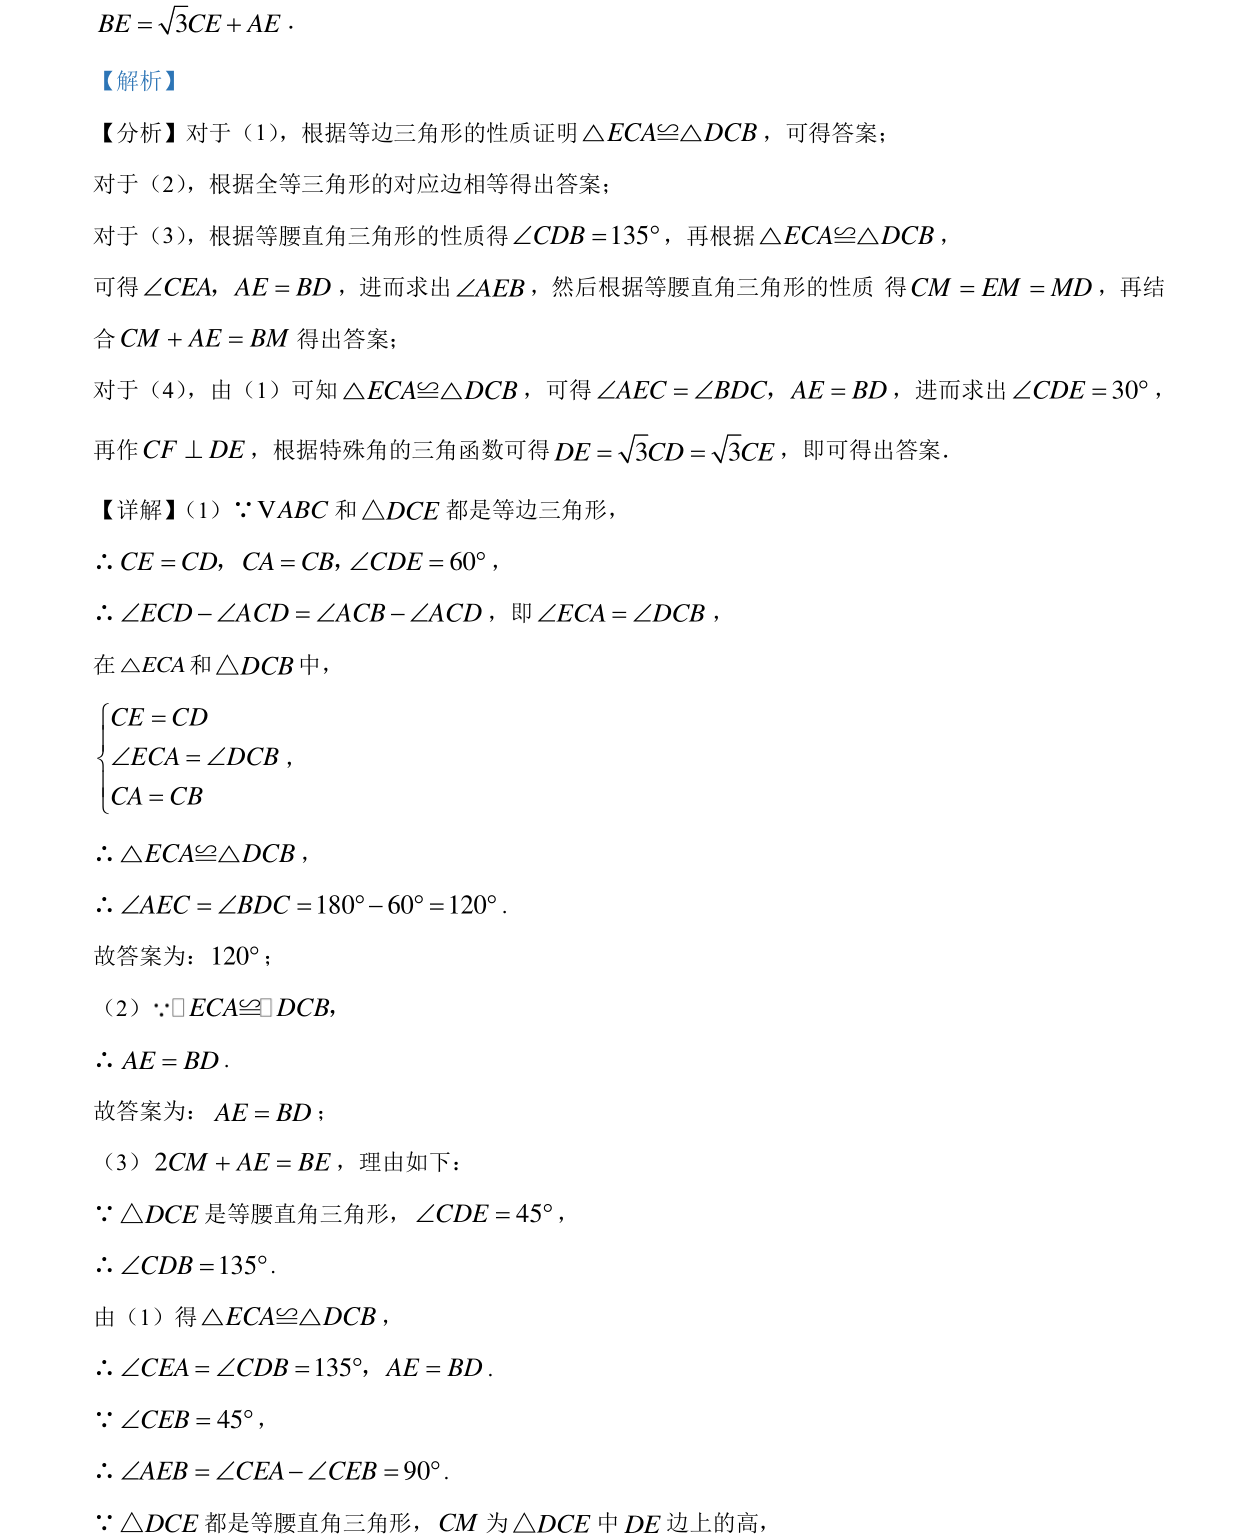 BE = √3CE + AE .
【解析】
【分析】对于（1），根据等边三角形的性质证明△ECA≌△DCB，可得答案；
对于（2），根据全等三角形的对应边相等得出答案；
对于（3），根据等腰直角三角形的性质得∠CDB = 135°，再根据△ECA≌△DCB，
可得∠CEA，AE = BD，进而求出∠AEB，然后根据等腰直角三角形的性质 得CM = EM = MD，再结
合CM + AE = BM 得出答案；
对于（4），由（1）可知△ECA≌△DCB，可得∠AEC = ∠BDC，AE = BD，进而求出∠CDE = 30°，
再作CF ⊥ DE，根据特殊角的三角函数可得DE = √3CD = √3CE，即可得出答案．
【详解】（1）∵VABC 和△DCE 都是等边三角形，
∴CE = CD，CA = CB，∠CDE = 60°，
∴∠ECD − ∠ACD = ∠ACB − ∠ACD，即∠ECA = ∠DCB，
在△ECA和△DCB中，
CE = CD
∠ECA = ∠DCB，
CA = CB
∴△ECA≌△DCB，
∴∠AEC = ∠BDC = 180° − 60° = 120°．
故答案为：120°；
（2）∵□ECA≌□DCB，
∴AE = BD．
故答案为：AE = BD；
（3）2CM + AE = BE，理由如下：
∵△DCE是等腰直角三角形，∠CDE = 45°，
∴∠CDB = 135°．
由（1）得△ECA≌△DCB，
∴∠CEA = ∠CDB = 135°，AE = BD．
∵∠CEB = 45°，
∴∠AEB = ∠CEA − ∠CEB = 90°．
∵△DCE都是等腰直角三角形，CM 为△DCE 中DE 边上的高，